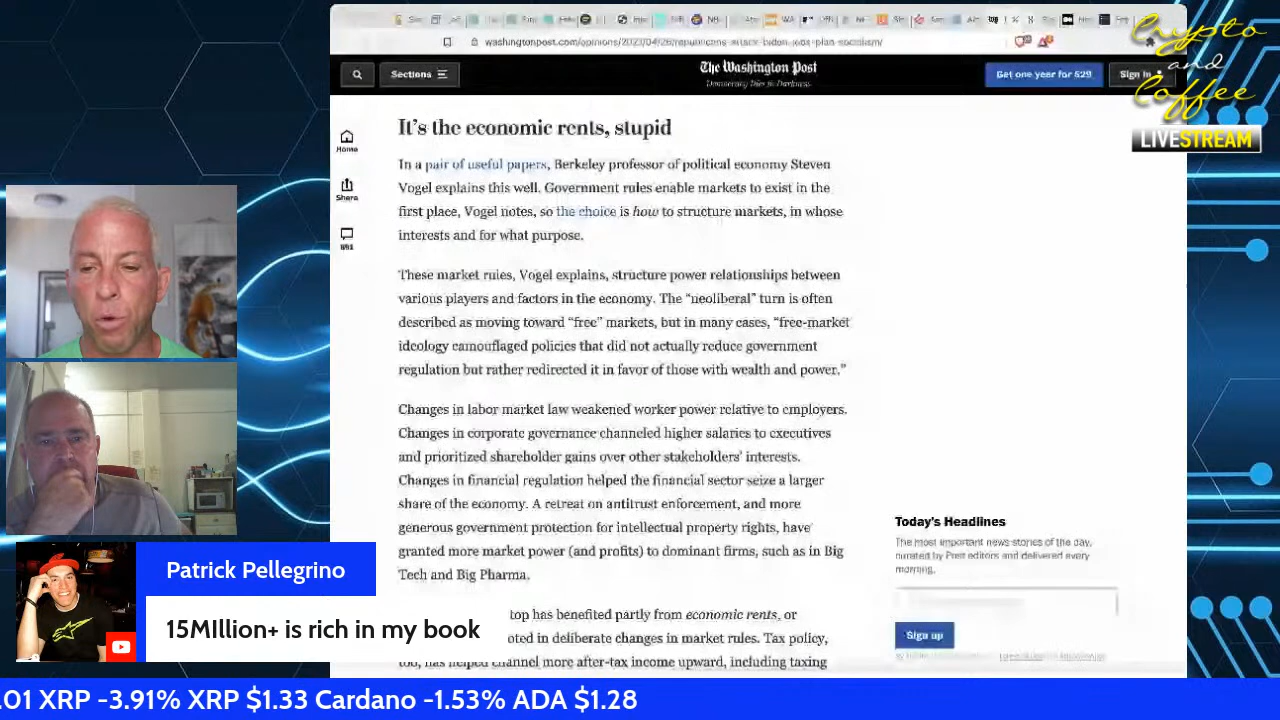 Crypto
and
Coffee
LIVESTREAM
The Washington Post
Democracy Dies in Darkness
Sections
Get one year for $29
Sign in
Home
Share
It's the economic rents, stupid
In a pair of useful papers, Berkeley professor of political economy Steven
Vogel explains this well. Government rules enable markets to exist in the
first place, Vogel notes, so the choice is how to structure markets, in whose
interests and for what purpose.
These market rules, Vogel explains, structure power relationships between
various players and factors in the economy. The “neoliberal” turn is often
described as moving toward “free” markets, but in many cases, “free-market
ideology camouflaged policies that did not actually reduce government
regulation but rather redirected it in favor of those with wealth and power.”
Changes in labor market law weakened worker power relative to employers.
Changes in corporate governance channeled higher salaries to executives
and prioritized shareholder gains over other stakeholders' interests.
Changes in financial regulation helped the financial sector seize a larger
share of the economy. A retreat on antitrust enforcement, and more
generous government protection for intellectual property rights, have
granted more market power (and profits) to dominant firms, such as in Big
Tech and Big Pharma.
top has benefited partly from economic rents, or
oted in deliberate changes in market rules. Tax policy,
too, has helped channel more after-tax income upward, including taxing
Today's Headlines
The most important news stories of the day,
curated by Post editors and delivered every
morning.
Sign up
Patrick Pellegrino
15MIllion+ is rich in my book
.01 XRP -3.91% XRP $1.33 Cardano -1.53% ADA $1.28